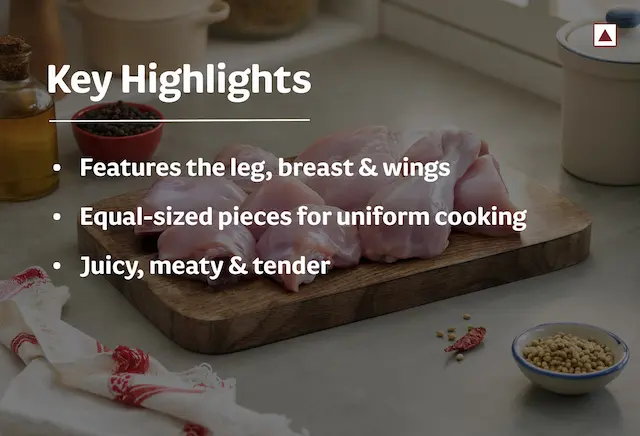 Key Highlights
• Features the leg, breast & wings
• Equal-sized pieces for uniform cooking
• Juicy, meaty & tender